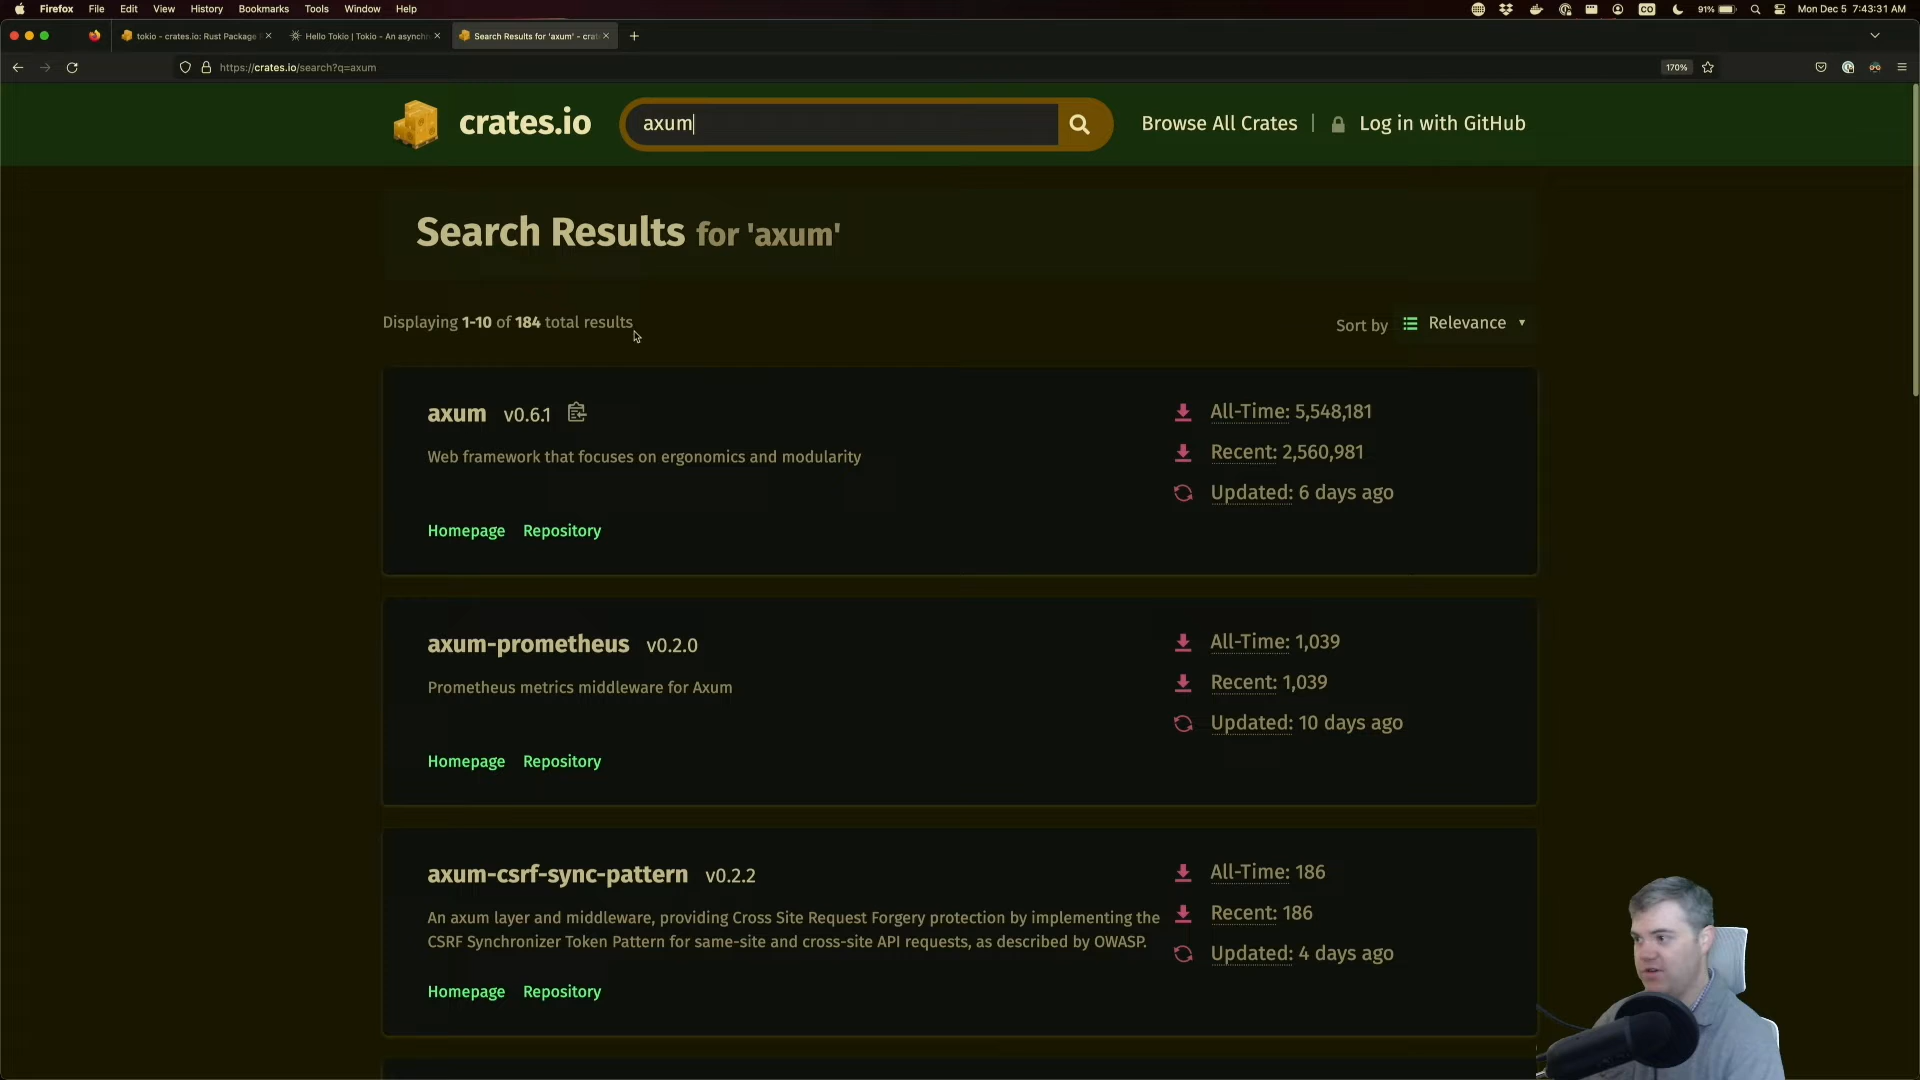 Firefox File Edit View History Bookmarks Tools Window Help
CO 91% Mon Dec 5 7:43:31 AM
tokio - crates.io: Rust Package
Hello Tokio | Tokio - An asynchr
Search Results for 'axum' - crat
https://crates.io/search?q=axum
170%
crates.io
axum
Browse All Crates | Log in with GitHub
Search Results for 'axum'
Displaying 1-10 of 184 total results
Sort by Relevance
axum v0.6.1
Web framework that focuses on ergonomics and modularity
Homepage Repository
All-Time: 5,548,181
Recent: 2,560,981
Updated: 6 days ago
axum-prometheus v0.2.0
Prometheus metrics middleware for Axum
Homepage Repository
All-Time: 1,039
Recent: 1,039
Updated: 10 days ago
axum-csrf-sync-pattern v0.2.2
An axum layer and middleware, providing Cross Site Request Forgery protection by implementing the
CSRF Synchronizer Token Pattern for same-site and cross-site API requests, as described by OWASP.
Homepage Repository
All-Time: 186
Recent: 186
Updated: 4 days ago